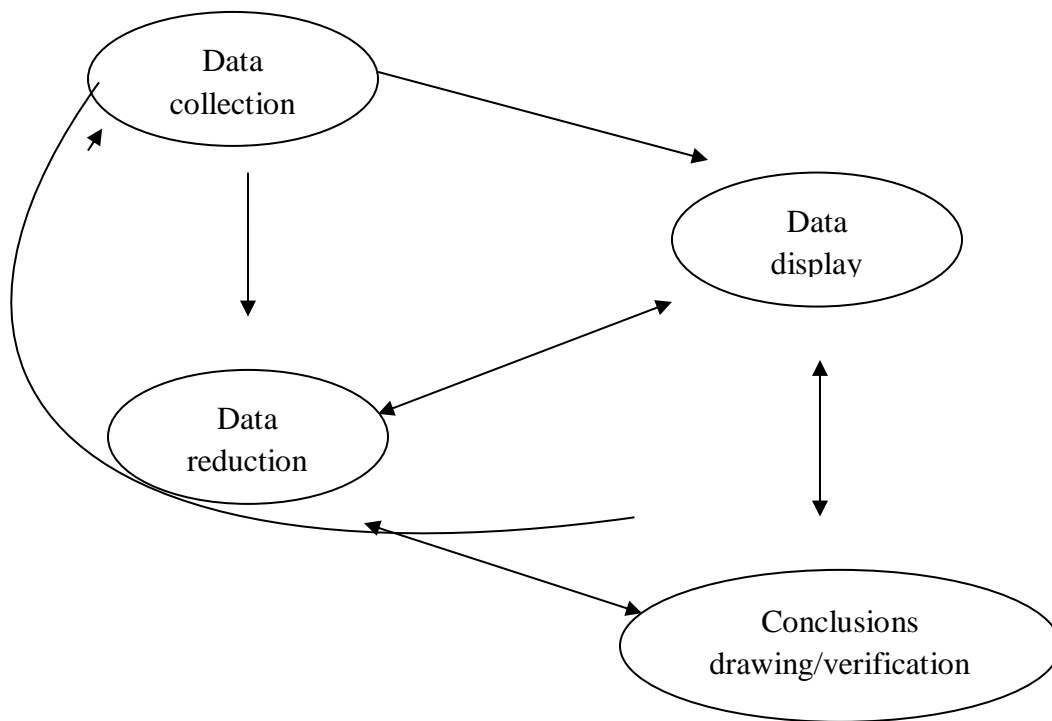 Data
collection
Data
display
Data
reduction
Conclusions
drawing/verification